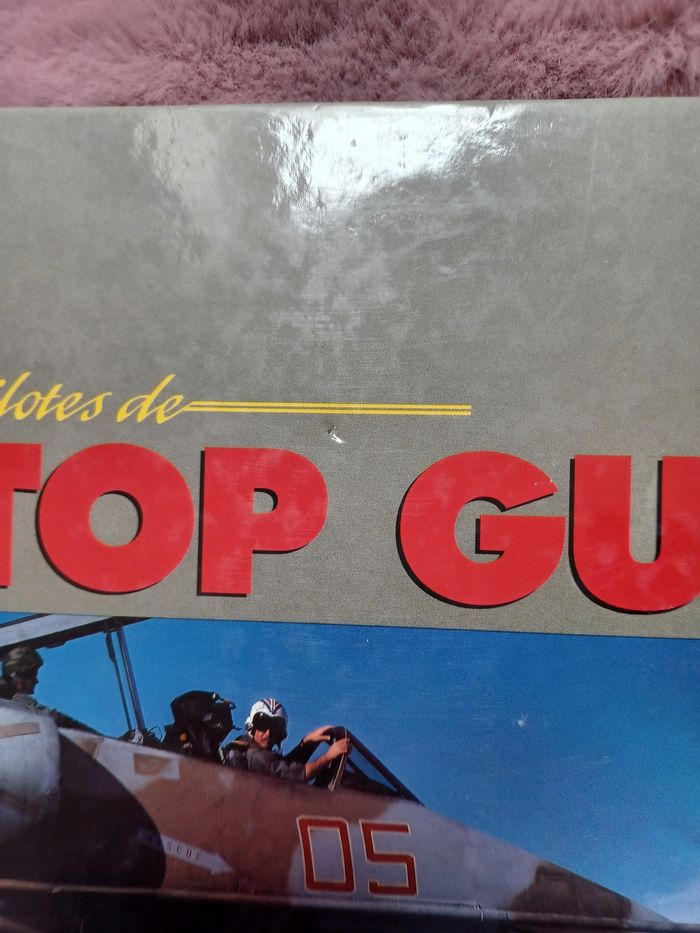 ilotes de
TOP GU
05